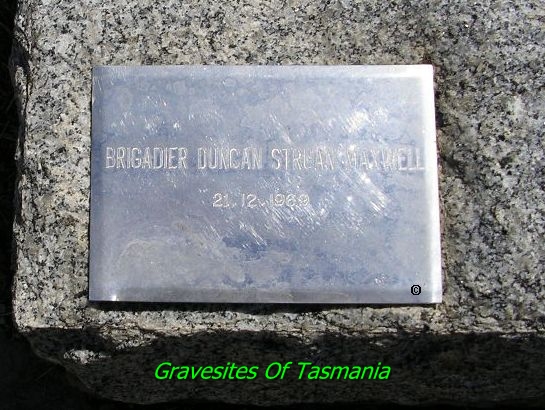 BRIGADIER DUNCAN STRUAN MAXWELL
21.12.1969
©
Gravesites Of Tasmania